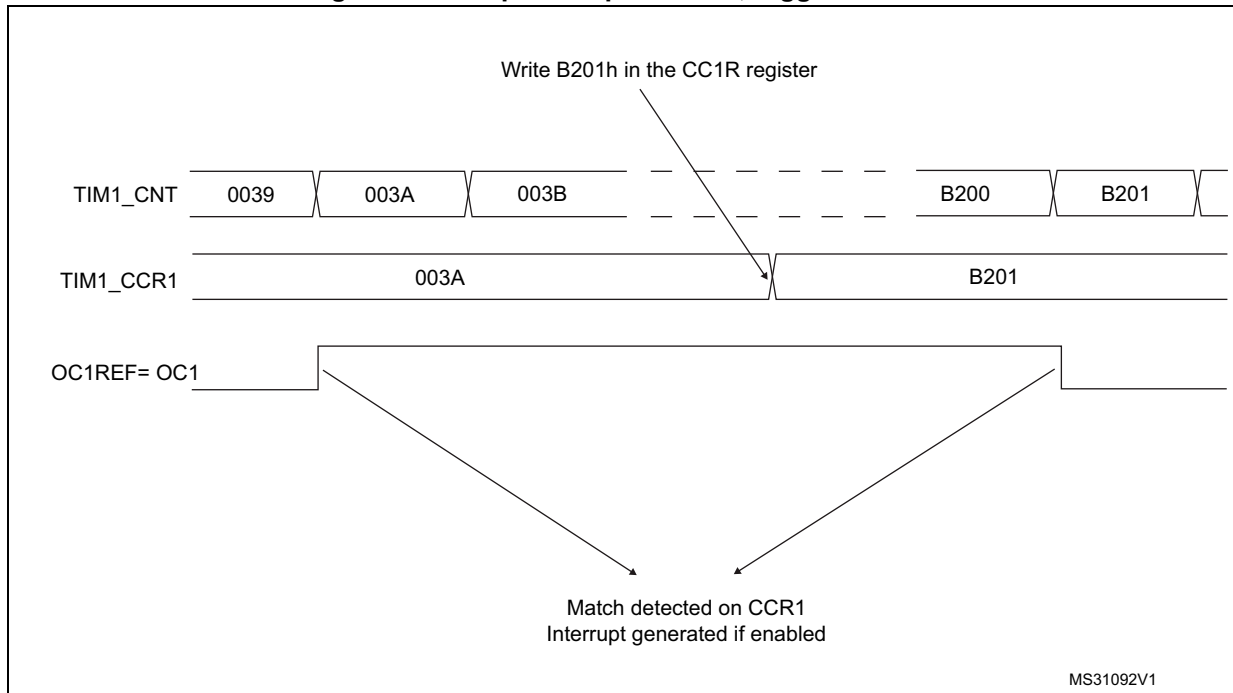 Write B201h in the CC1R register
TIM1_CNT 0039 003A 003B B200 B201
TIM1_CCR1 003A B201
OC1REF= OC1
Match detected on CCR1
Interrupt generated if enabled
MS31092V1